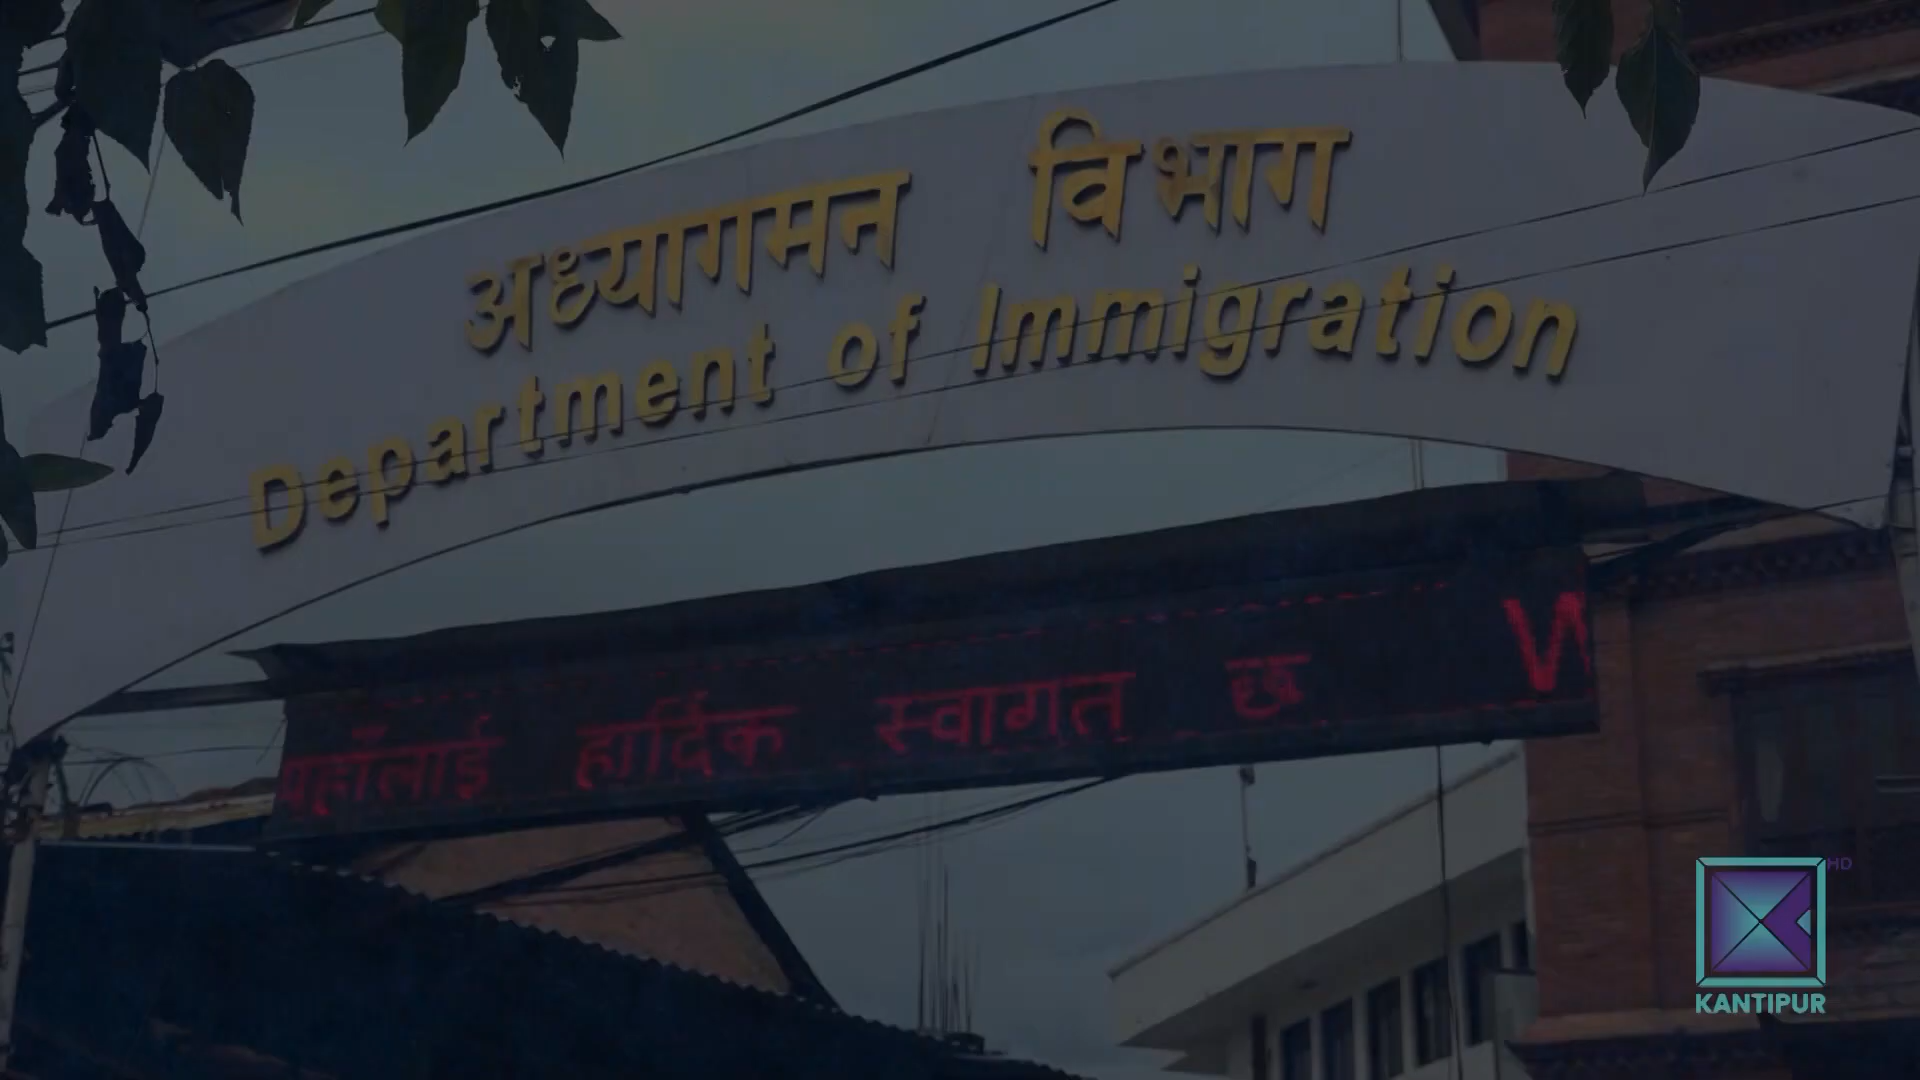 अध्यागमन विभाग
Department of Immigration
हार्दिक स्वागत छ W
HD
KANTIPUR